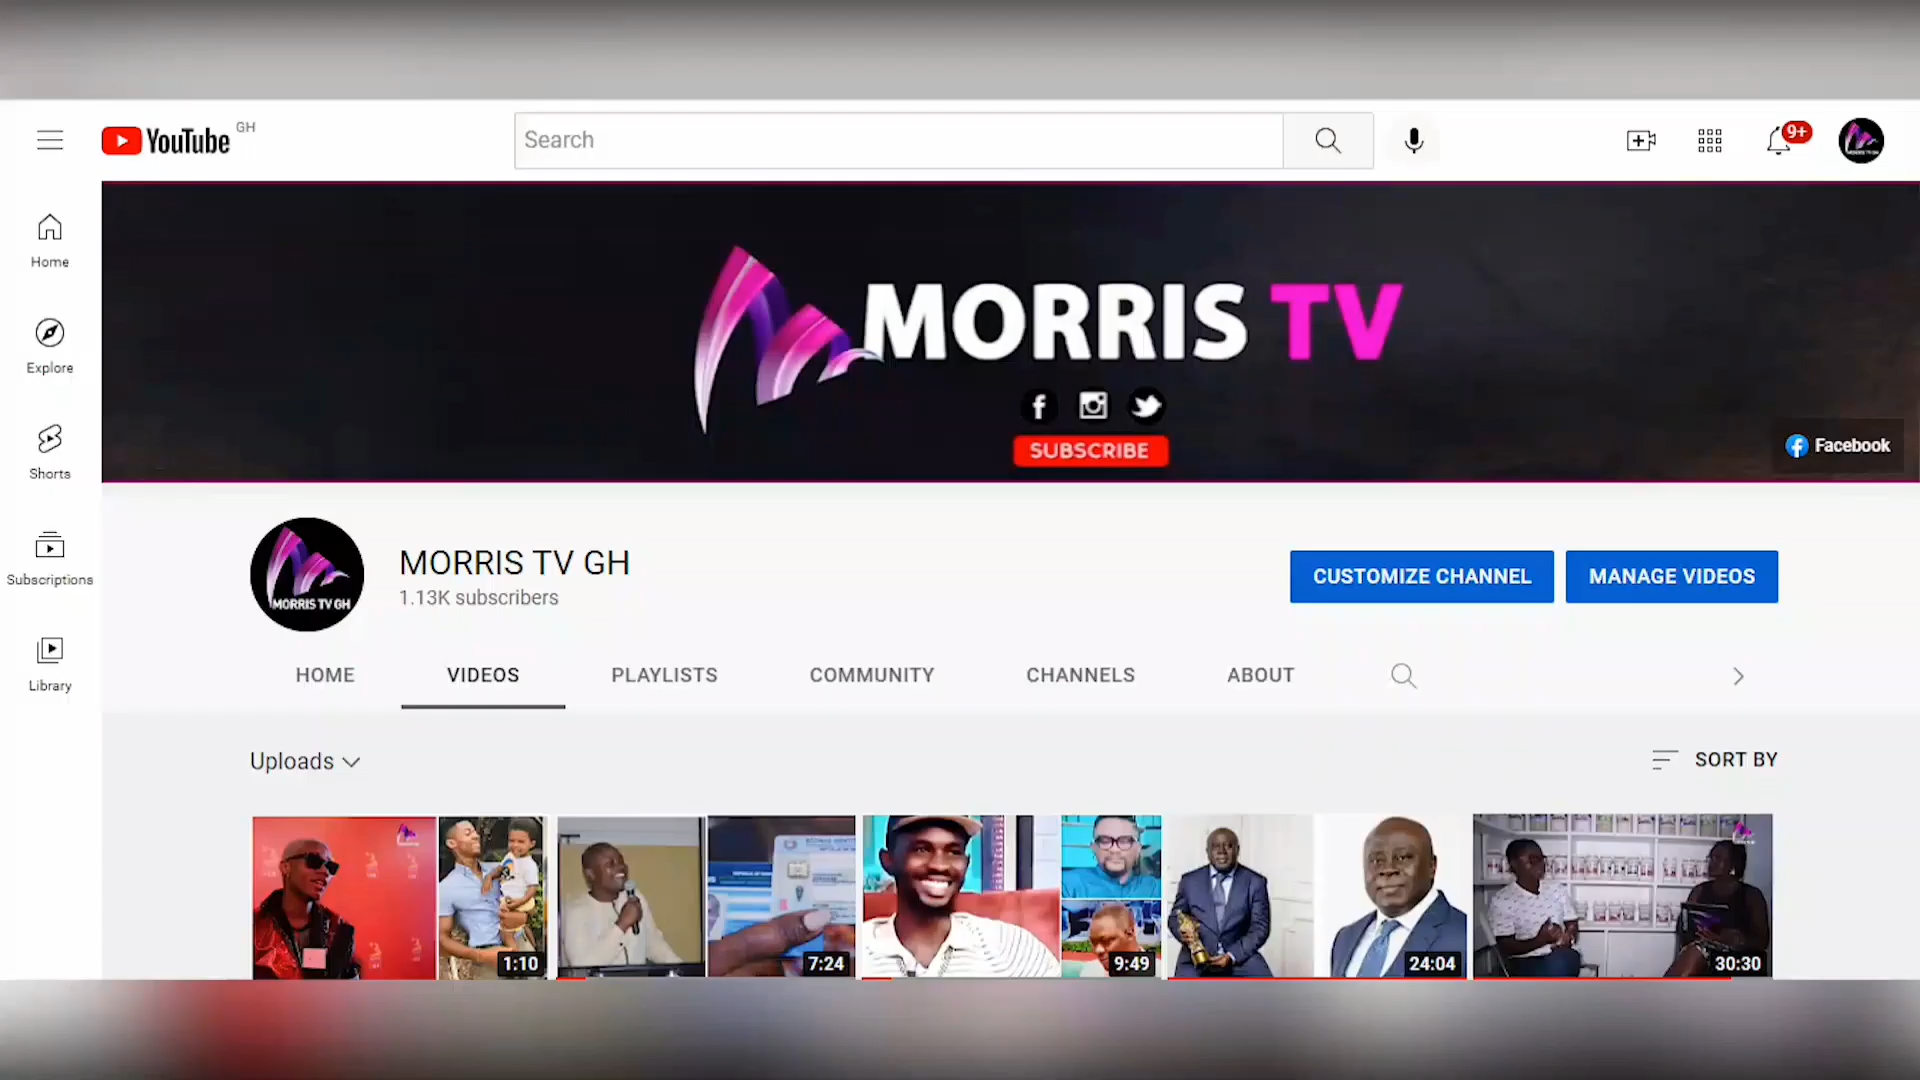 YouTube GH
Search
9+
MORRIS TV
SUBSCRIBE
Facebook
Home
Explore
Shorts
Subscriptions
Library
MORRIS TV GH
MORRIS TV GH
1.13K subscribers
CUSTOMIZE CHANNEL
MANAGE VIDEOS
HOME
VIDEOS
PLAYLISTS
COMMUNITY
CHANNELS
ABOUT
Uploads
SORT BY
1:10
7:24
9:49
24:04
30:30